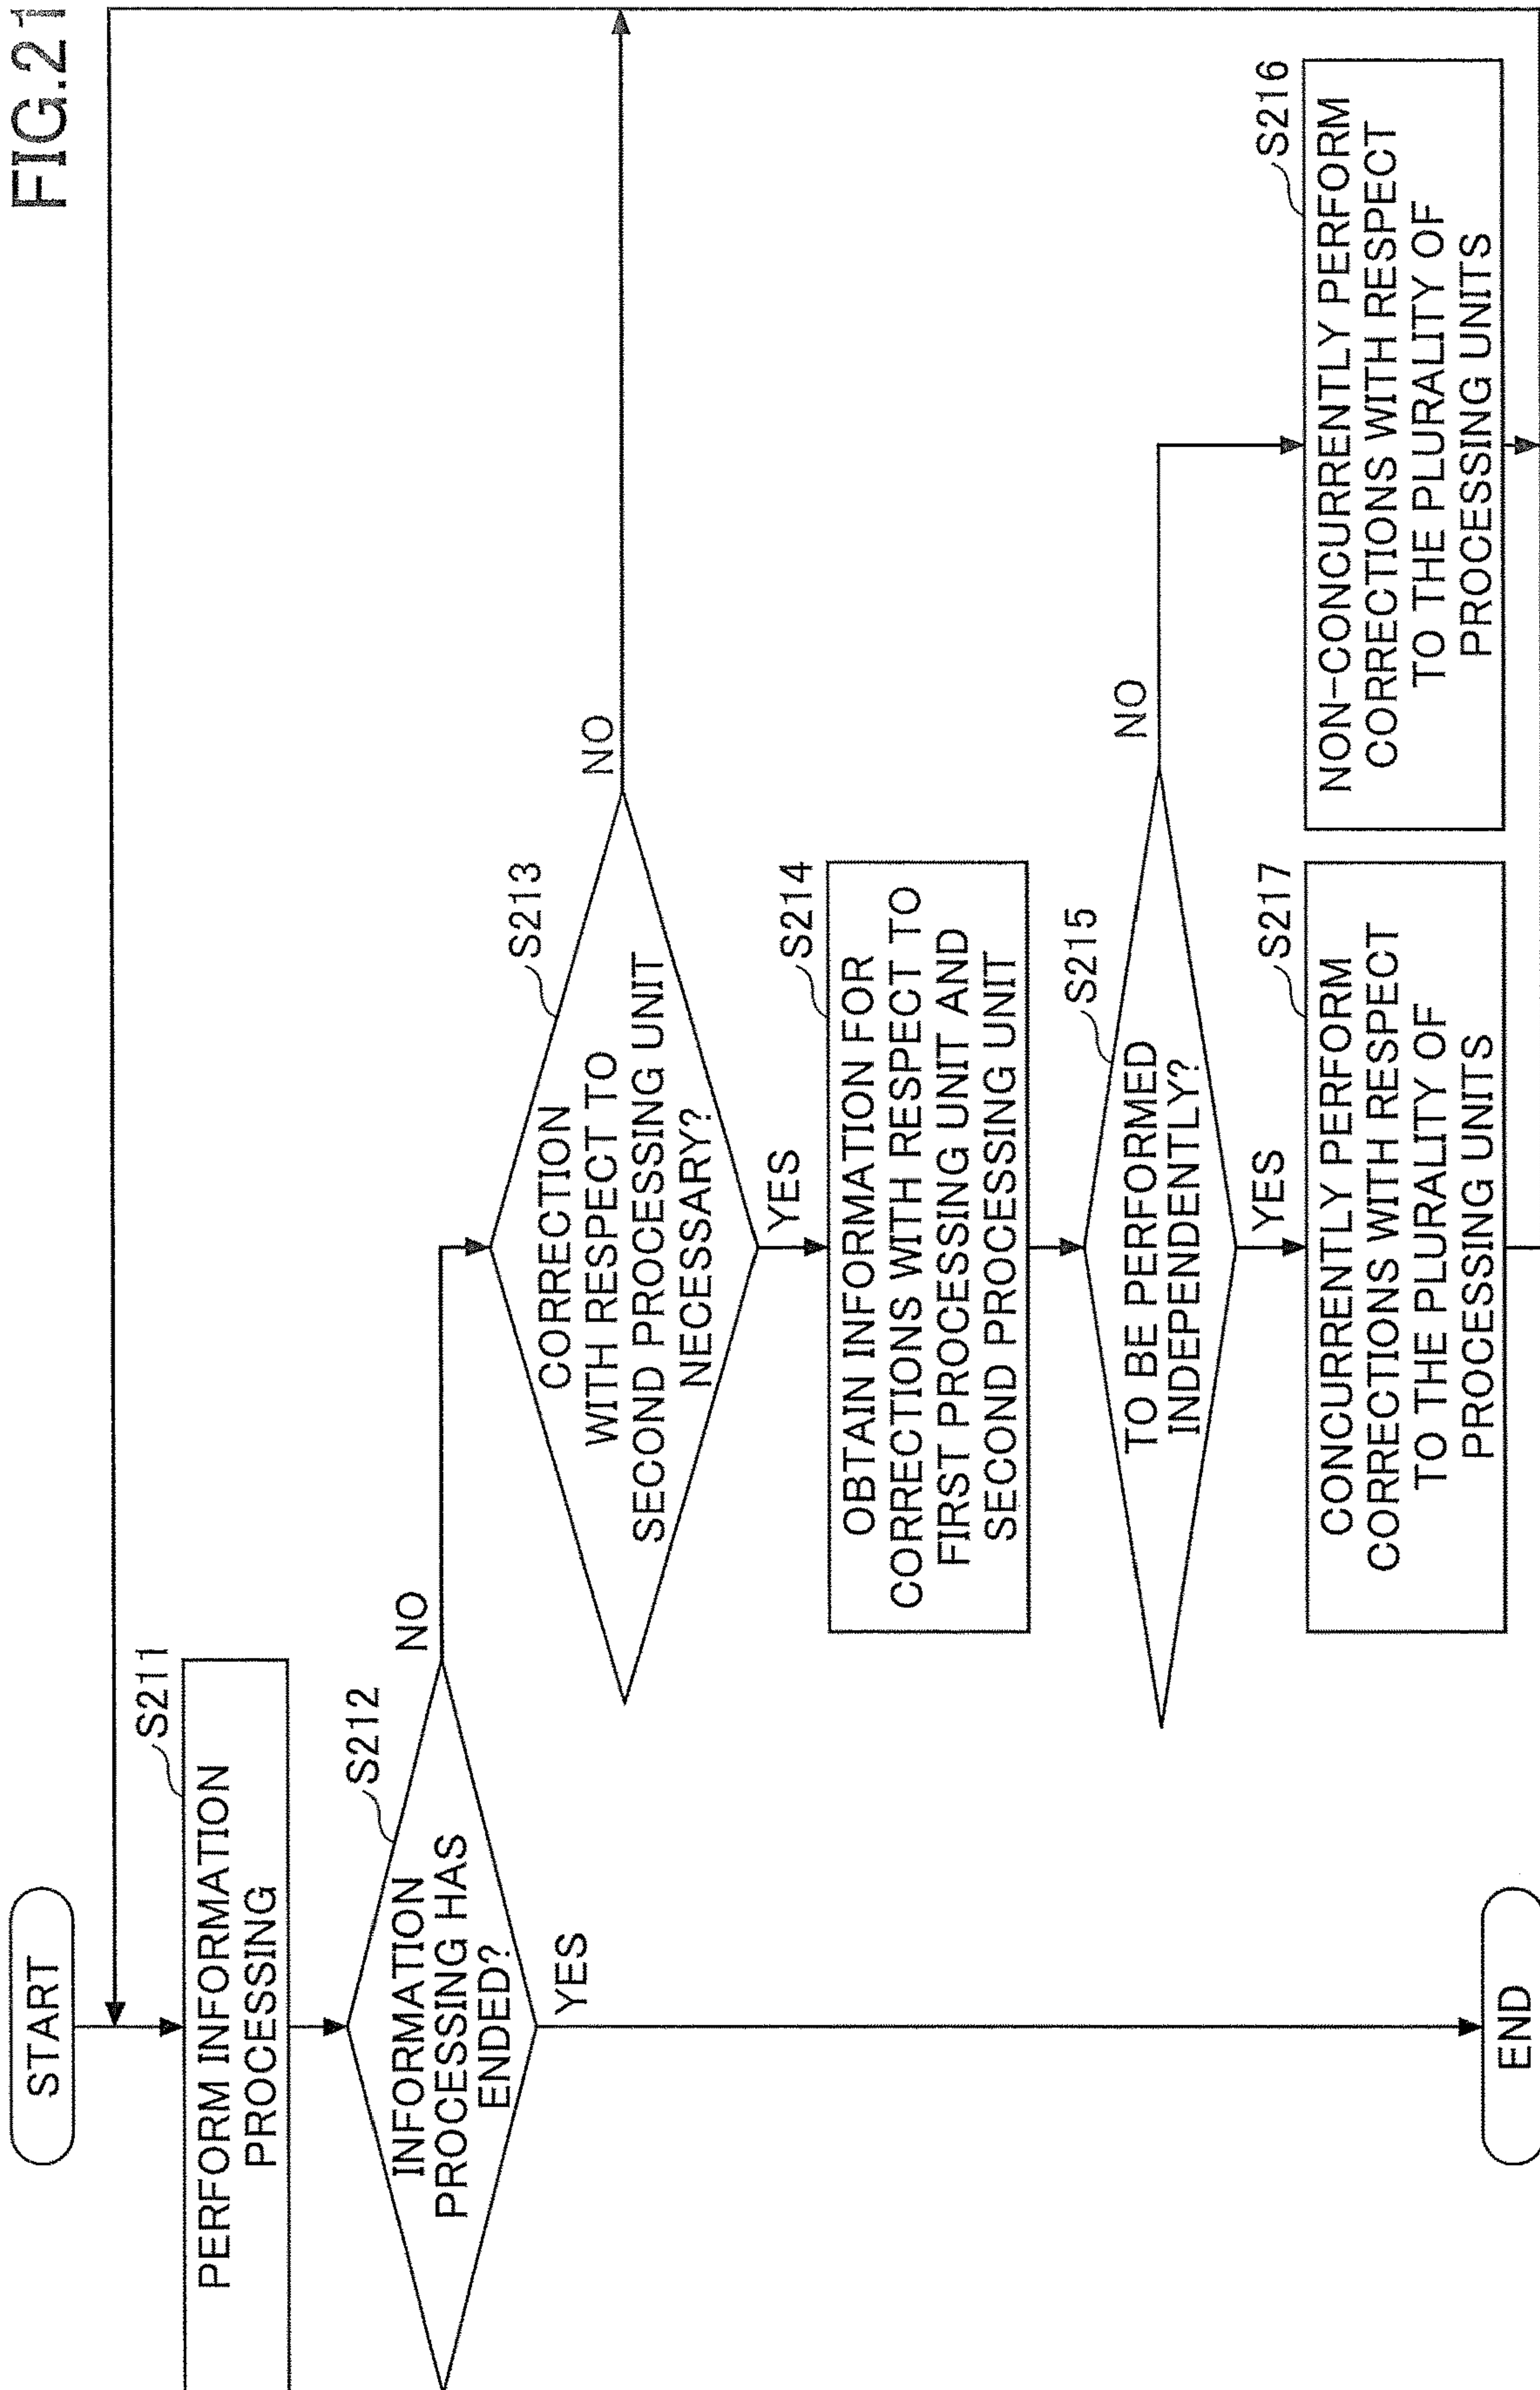 FIG.21
START
S211
PERFORM INFORMATION
PROCESSING
S212
INFORMATION
PROCESSING HAS
ENDED?
NO
YES
S213
CORRECTION
WITH RESPECT TO
SECOND PROCESSING UNIT
NECESSARY?
NO
YES
S214
OBTAIN INFORMATION FOR
CORRECTIONS WITH RESPECT TO
FIRST PROCESSING UNIT AND
SECOND PROCESSING UNIT
S215
TO BE PERFORMED
INDEPENDENTLY?
NO
YES
S217
CONCURRENTLY PERFORM
CORRECTIONS WITH RESPECT
TO THE PLURALITY OF
PROCESSING UNITS
S216
NON-CONCURRENTLY PERFORM
CORRECTIONS WITH RESPECT
TO THE PLURALITY OF
PROCESSING UNITS
END